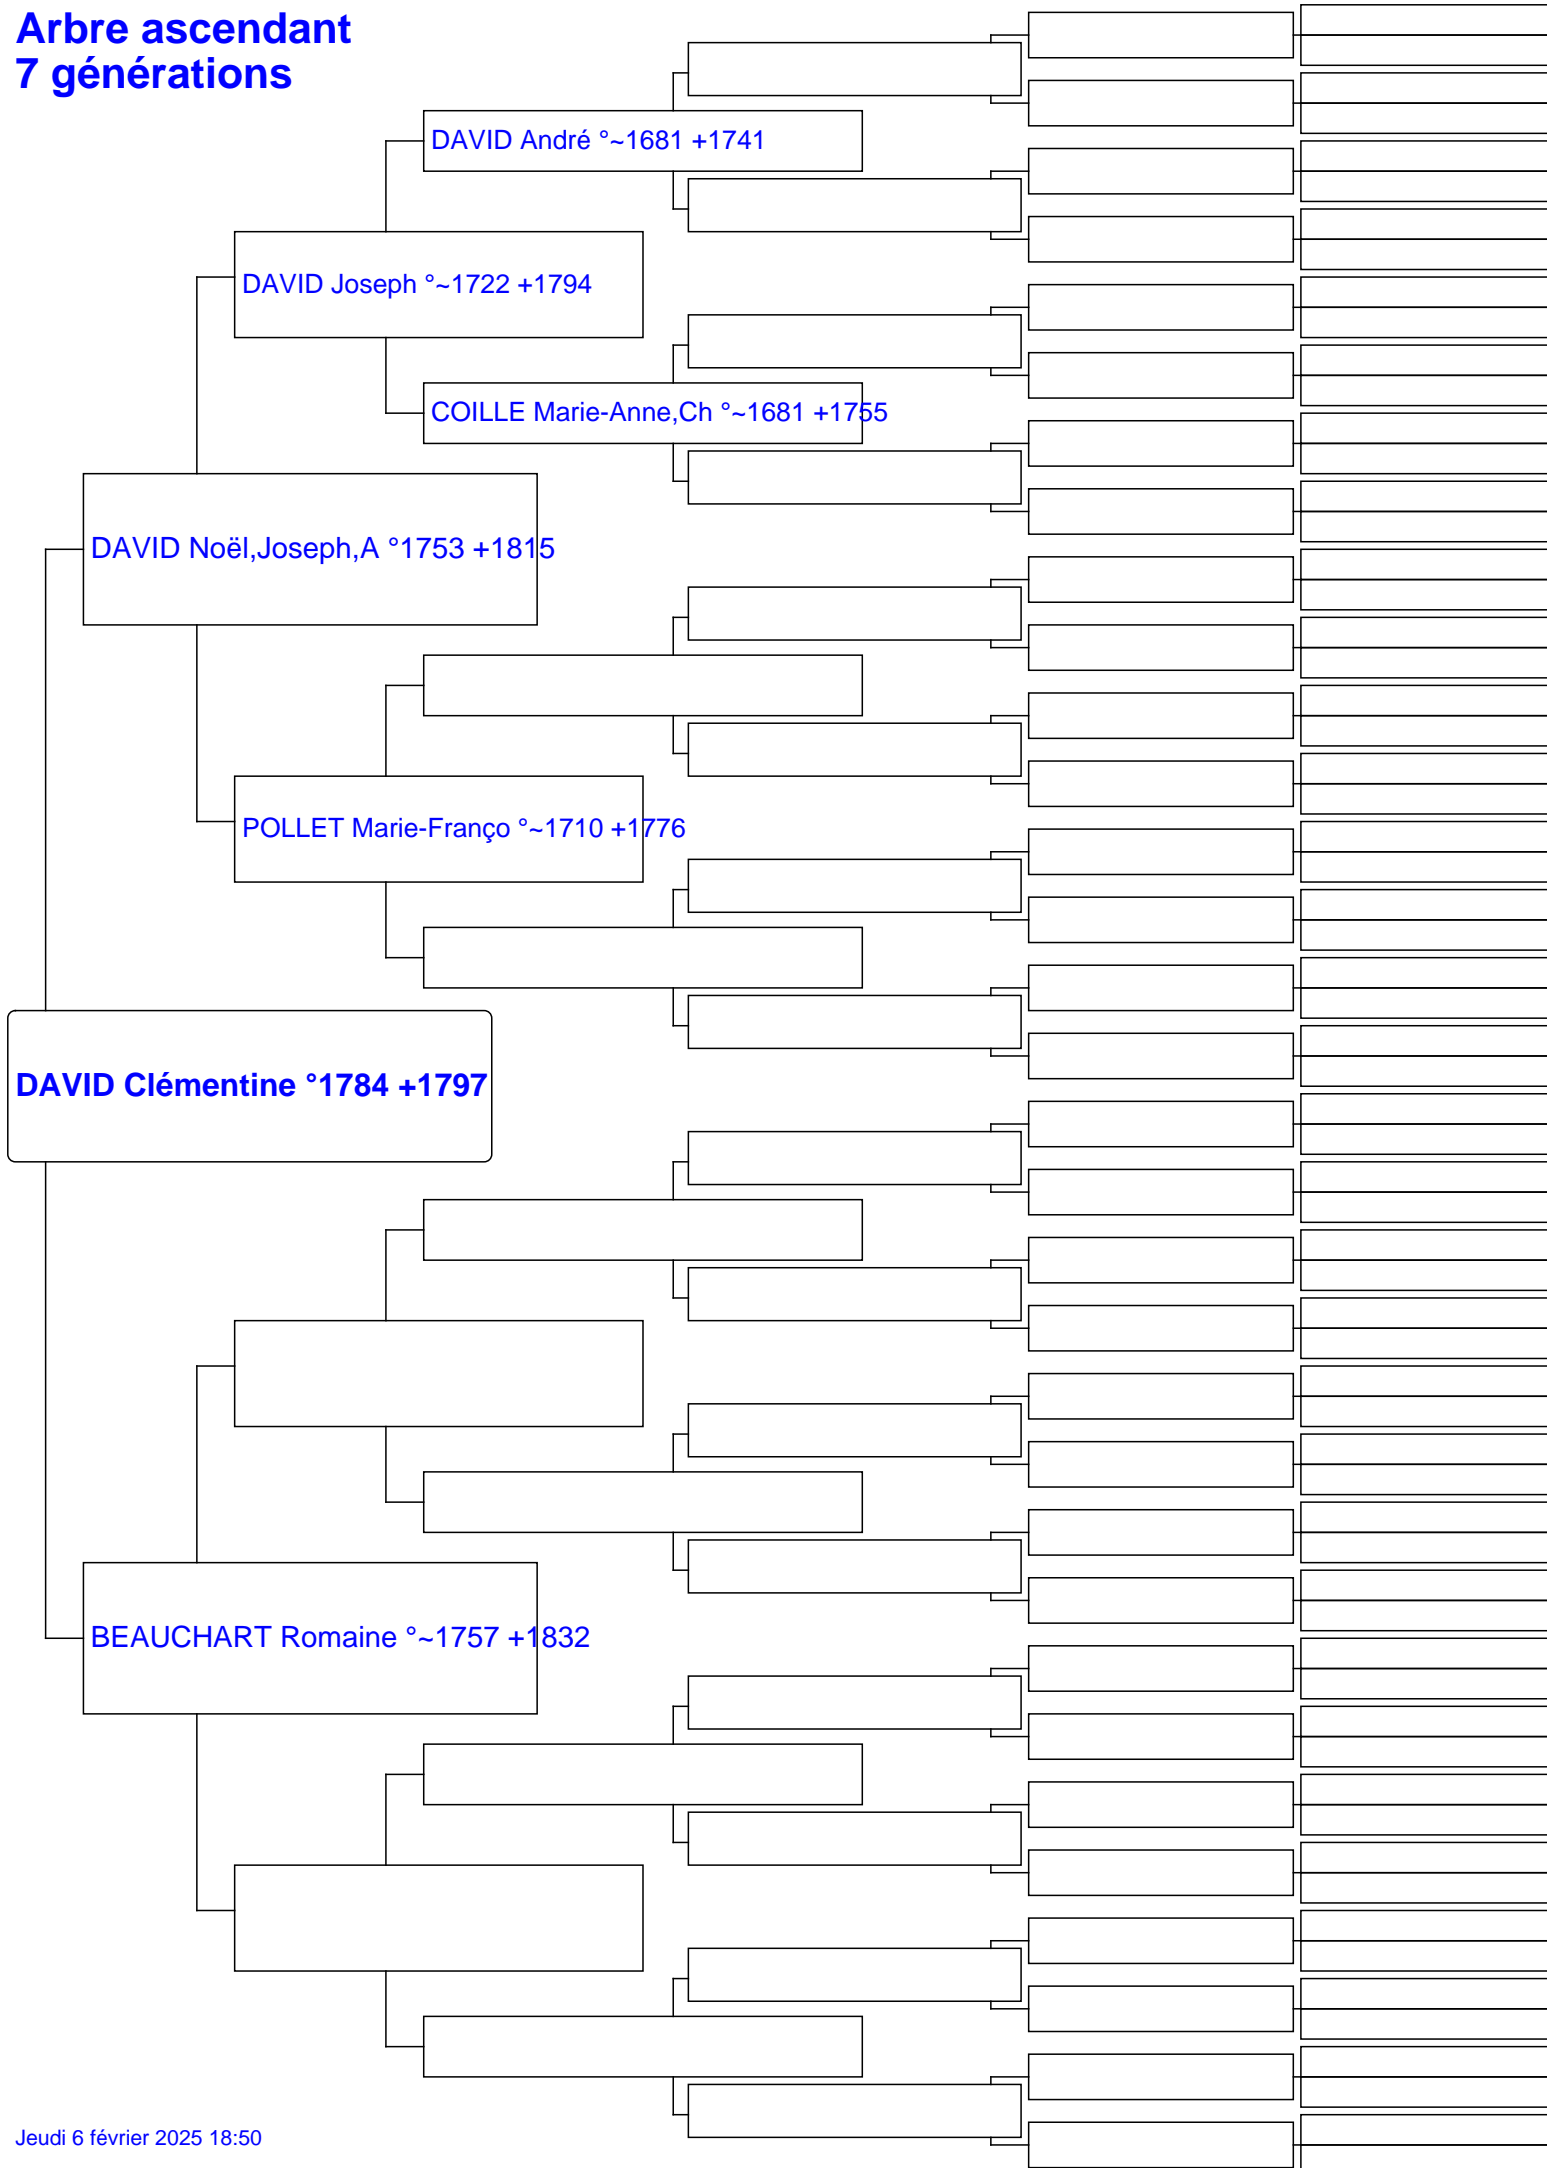 Arbre ascendant
7 générations
DAVID André °~1681 +1741
DAVID Joseph °~1722 +1794
COILLE Marie-Anne,Ch °~1681 +1755
DAVID Noël,Joseph,A °1753 +1815
POLLET Marie-Franço °~1710 +1776
DAVID Clémentine °1784 +1797
BEAUCHART Romaine °~1757 +1832
Jeudi 6 février 2025 18:50